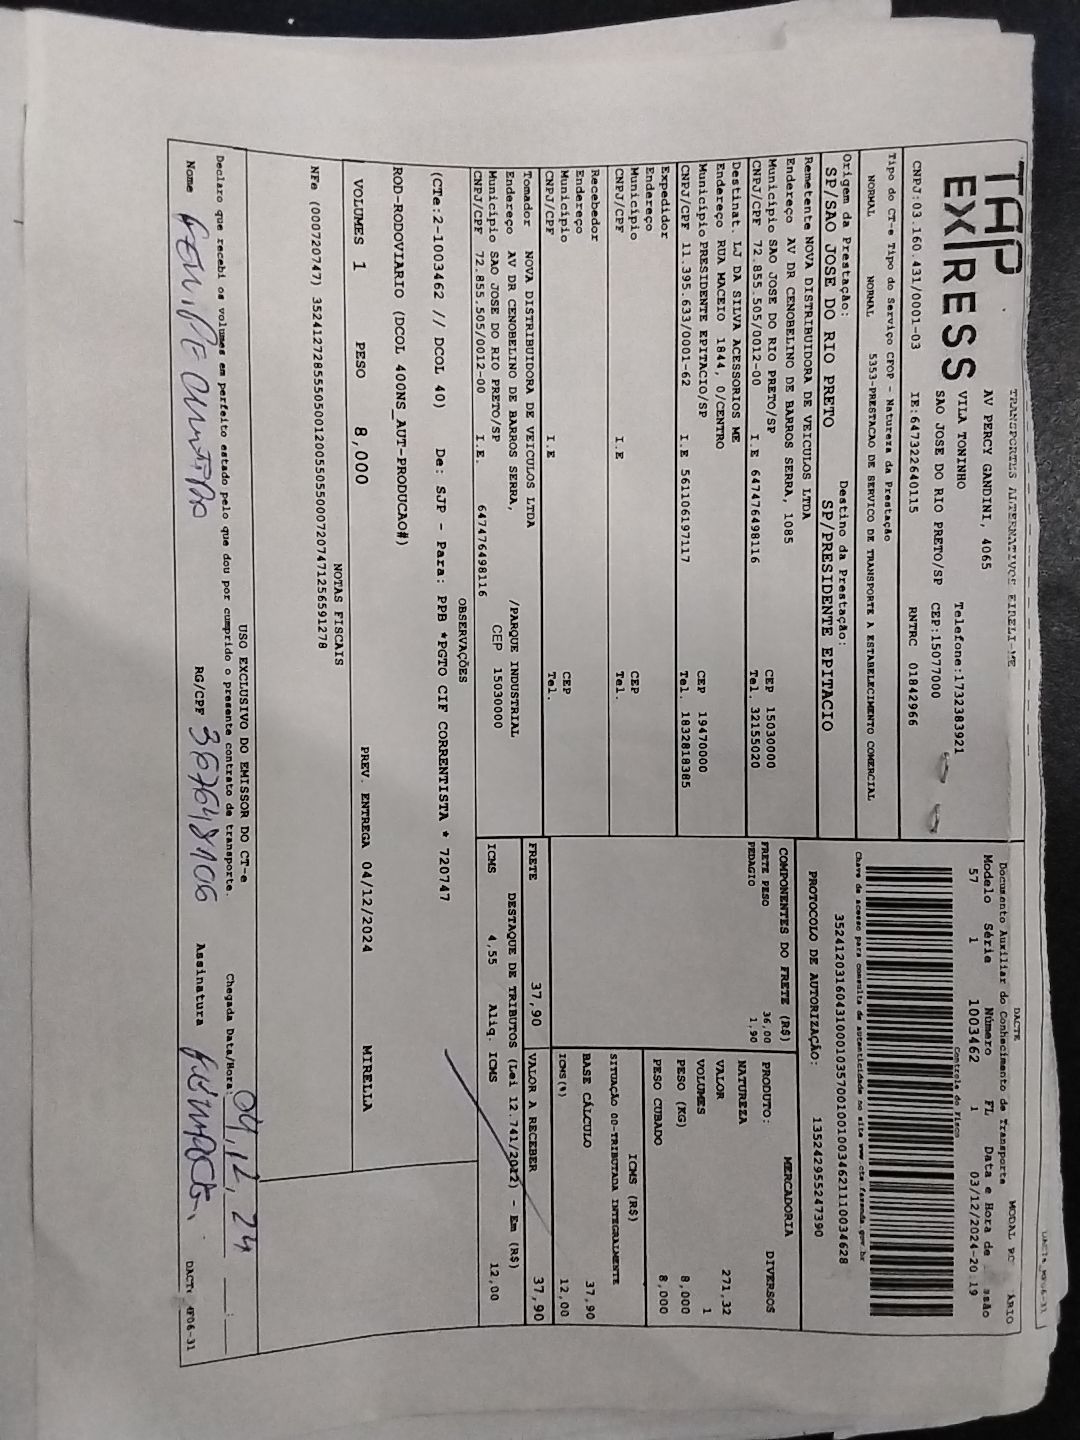 TAP EXPRESS
TRANSPORTES ALTERNATIVOS EIRELI-ME
AV PERCY GANDINI, 4065
VILA TONINHO Telefone:1732383921
SAO JOSE DO RIO PRETO/SP CEP:15077000
CNPJ:03.160.431/0001-03 IE:647322640115 RNTRC 01842966
DACTE MODAL
Documento Auxiliar do Conhecimento de Transporte
Modelo Série Número FL Data e Hora de
57 1 1003462 1 03/12/2024-20:19
Controle do Fisco
Chave de acesso para consulta de autenticidade no site www.cte.fazenda.gov.br
35241203160431000103570010010034621110034628
PROTOCOLO DE AUTORIZAÇÃO: 135242955247390
Tipo do CT-e Tipo do Serviço CFOP - Natureza da Prestação
NORMAL NORMAL 5353-PRESTACAO DE SERVICO DE TRANSPORTE A ESTABELECIMENTO COMERCIAL
Origem da Prestação: Destino da Prestação:
SP/SAO JOSE DO RIO PRETO SP/PRESIDENTE EPITACIO
Remetente NOVA DISTRIBUIDORA DE VEICULOS LTDA
Endereço AV DR CENOBELINO DE BARROS SERRA, 1085
Município SAO JOSE DO RIO PRETO/SP CEP 15030000
CNPJ/CPF 72.855.505/0012-00 I.E 647476498116 Tel. 32155020
Destinat. LJ DA SILVA ACESSORIOS ME
Endereço RUA MACEIO 1844, 0/CENTRO
Município PRESIDENTE EPITACIO/SP CEP 19470000
CNPJ/CPF 11.395.633/0001-62 I.E 561106197117 Tel. 1832818385
Expedidor
Endereço
Município CEP
CNPJ/CPF I.E Tel.
Recebedor
Endereço
Município CEP
CNPJ/CPF I.E Tel.
Tomador NOVA DISTRIBUIDORA DE VEICULOS LTDA
Endereço AV DR CENOBELINO DE BARROS SERRA, /PARQUE INDUSTRIAL
Município SAO JOSE DO RIO PRETO/SP CEP 15030000
CNPJ/CPF 72.855.505/0012-00 I.E. 647476498116
COMPONENTES DO FRETE (R$)
FRETE PESO 36,00
PEDAGIO 1,90
MERCADORIA
PRODUTO: DIVERSOS
NATUREZA
VALOR 271,32
VOLUMES 1
PESO (KG) 8,000
PESO CUBADO 8,000
ICMS (R$)
SITUAÇÃO 00-TRIBUTADA INTEGRALMENTE
BASE CÁLCULO 37,90
ICMS(%) 12,00
FRETE 37,90 VALOR A RECEBER 37,90
DESTAQUE DE TRIBUTOS (Lei 12.741/2012) - Em (R$)
ICMS 4,55 Aliq. ICMS 12,00
OBSERVAÇÕES
(CTe:2-1003462 // DCOL 40) De: SJP - Para: PPB *PGTO CIF CORRENTISTA * 720747
ROD-RODOVIARIO (DCOL 400NS_AUT-PRODUCAO#)
VOLUMES 1 PESO 8,000 PREV. ENTREGA 04/12/2024 MIRELLA
NOTAS FISCAIS
NFe (000720747) 35241272855505001200550550007207471256591278
USO EXCLUSIVO DO EMISSOR DO CT-e
Declaro que recebi os volumes em perfeito estado pelo que dou por cumprido o presente contrato de transporte. Chegada Data/Hora: 04,12,24
Nome RG/CPF 367648106 Assinatura